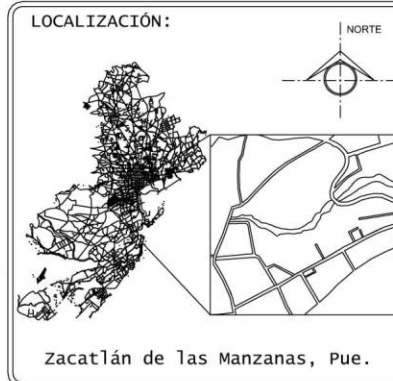 LOCALIZACIÓN:
NORTE
Zacatlán de las Manzanas, Pue.